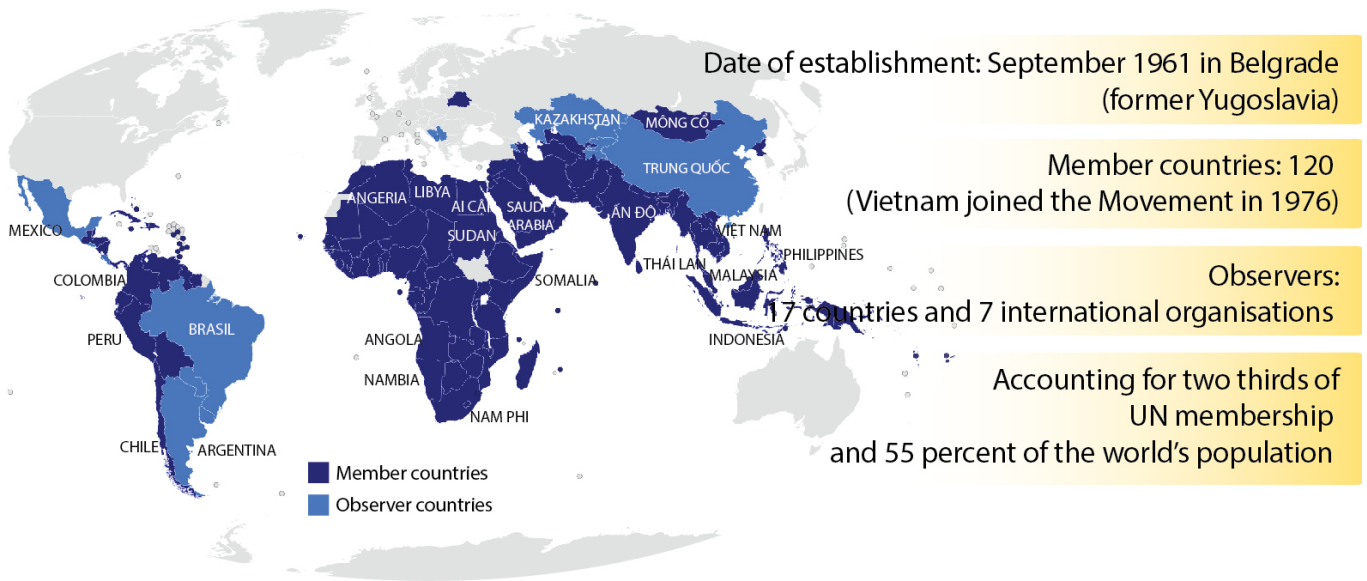 Date of establishment: September 1961 in Belgrade
(former Yugoslavia)
Member countries: 120
(Vietnam joined the Movement in 1976)
Observers:
17 countries and 7 international organisations
Accounting for two thirds of
UN membership
and 55 percent of the world's population
KAZAKHSTAN
MÔNG CỔ
TRUNG QUỐC
ANGERIA
LIBYA
AI CẬP
SAUDI
ARABIA
ẤN ĐỘ
SUDAN
VIỆT NAM
MEXICO
PHILIPPINES
THÁI LAN
MALAYSIA
COLOMBIA
SOMALIA
BRASIL
PERU
ANGOLA
INDONESIA
NAMBIA
NAM PHI
CHILE
ARGENTINA
Member countries
Observer countries